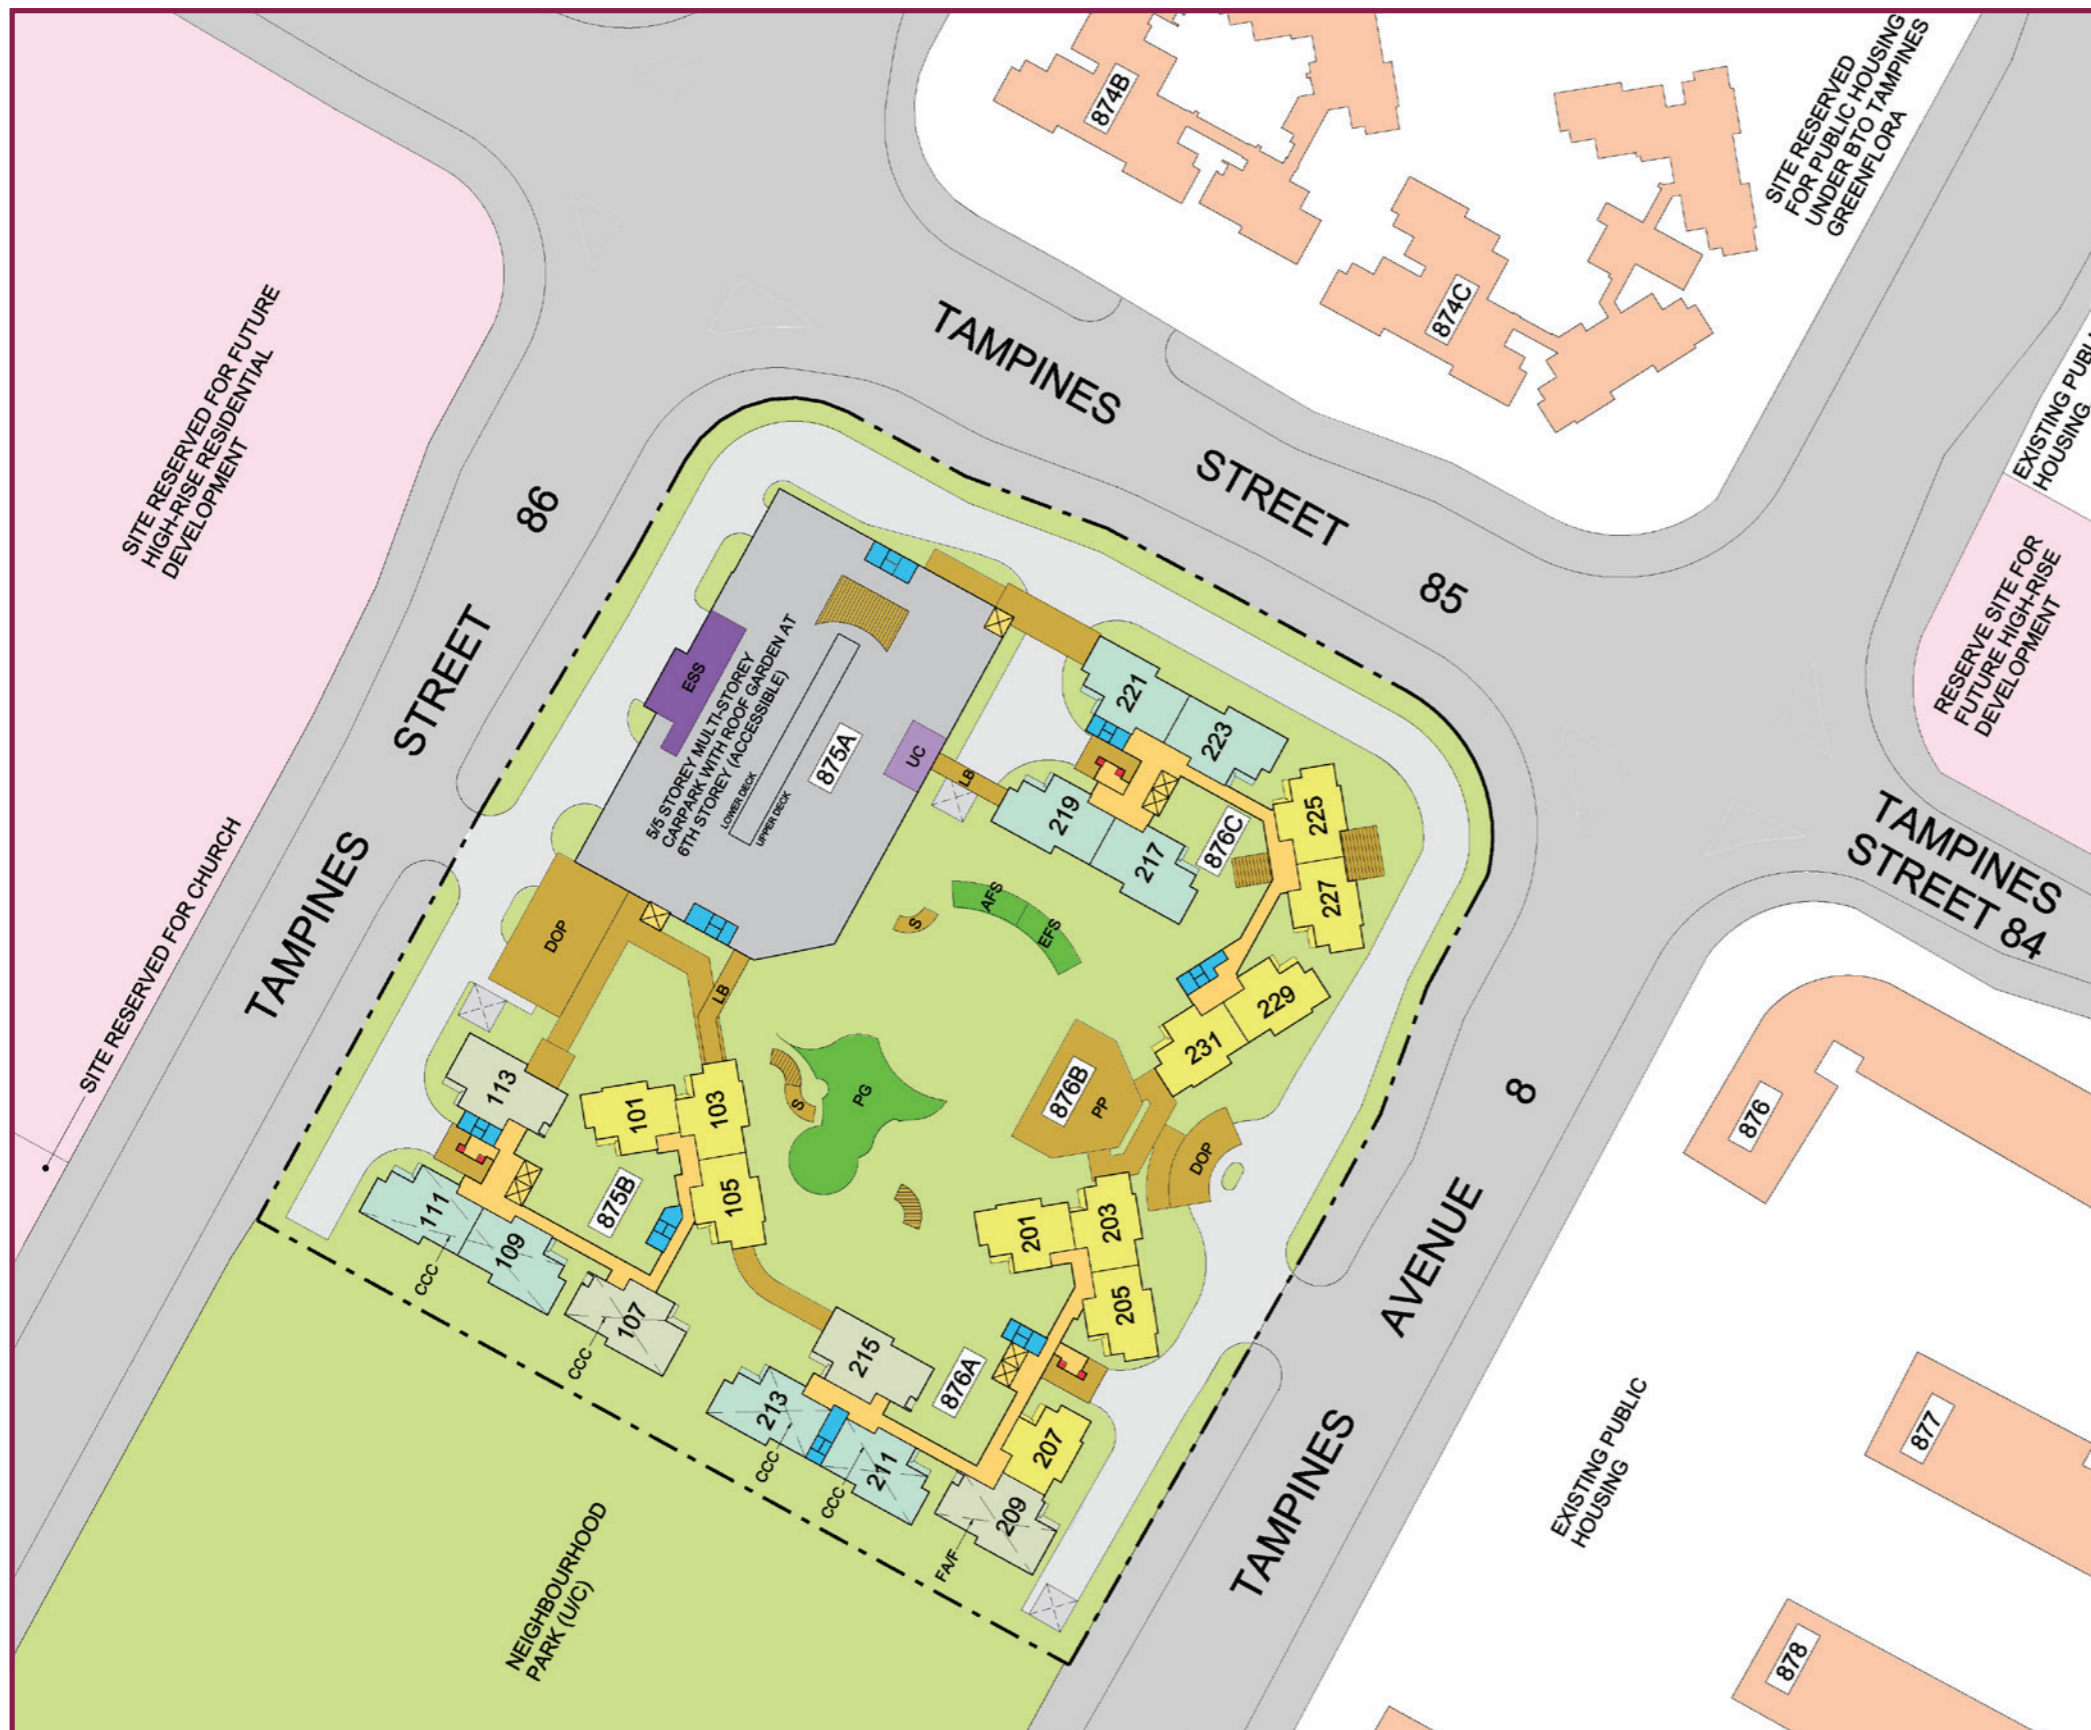 874B
874C
SITE RESERVED
FOR PUBLIC HOUSING
UNDER BTO TAMPINES
GREENFLORA
SITE RESERVED FOR FUTURE
HIGH-RISE RESIDENTIAL
DEVELOPMENT
TAMPINES
STREET
85
EXISTING PUBLI
HOUSING
RESERVE SITE FOR
FUTURE HIGH-RISE
DEVELOPMENT
TAMPINES
STREET 84
TAMPINES
STREET
86
SITE RESERVED FOR CHURCH
ESS
5/5 STOREY MULTI-STOREY
CARPARK WITH ROOF GARDEN AT
6TH STOREY (ACCESSIBLE)
LOWER DECK
UPPER DECK
875A
UC
LB
221
223
219
217
876C
225
227
229
231
AFS
EFS
S
DOP
LB
113
101
103
105
S
PG
876B
PP
DOP
111
109
107
875B
CCC
CCC
201
203
205
215
213
211
876A
207
209
CCC
CCC
FA/F
NEIGHBOURHOOD
PARK (U/C)
TAMPINES
AVENUE
8
876
877
878
EXISTING PUBLIC
HOUSING